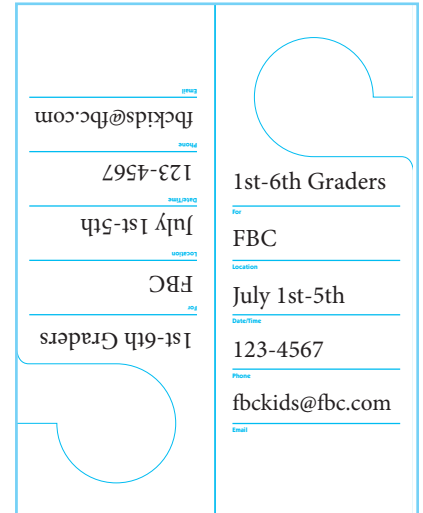 1st-6th Graders
For
FBC
Location
July 1st-5th
Date/Time
123-4567
Phone
fbckids@fbc.com
Email
1st-6th Graders
For
FBC
Location
July 1st-5th
Date/Time
123-4567
Phone
fbckids@fbc.com
Email